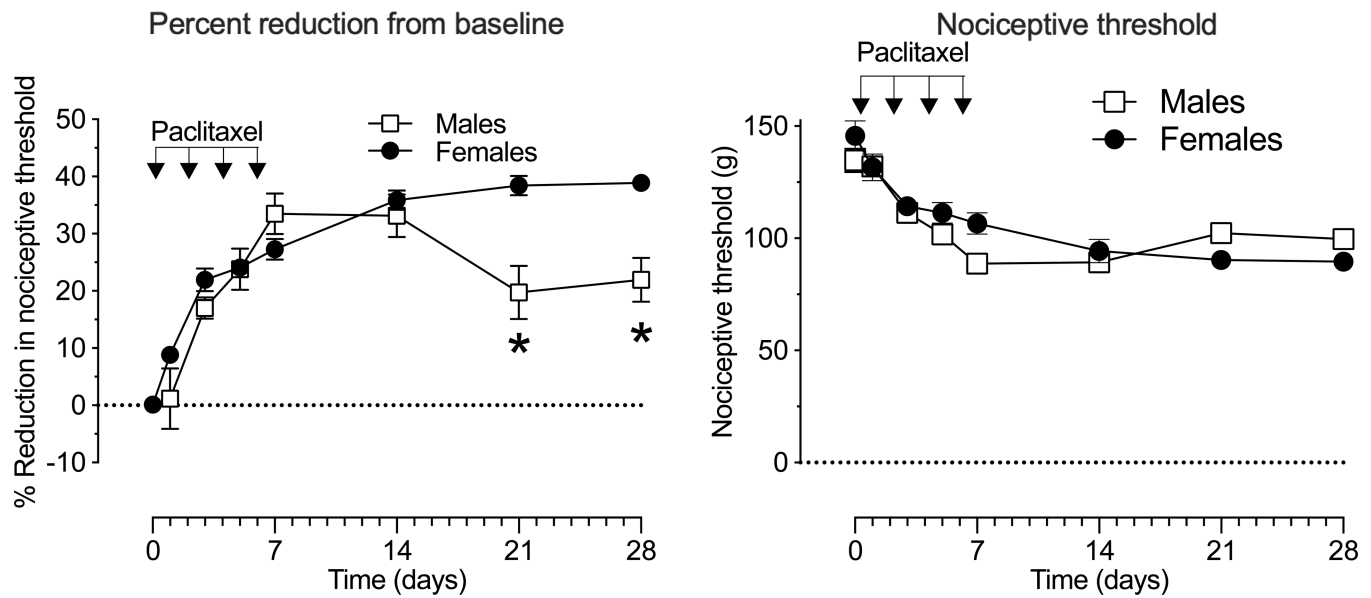 Percent reduction from baseline
% Reduction in nociceptive threshold
50
40
30
20
10
0
-10
Paclitaxel
Males
Females
*
*
0
7
14
21
28
Time (days)
Nociceptive threshold
Paclitaxel
Males
Females
Nociceptive threshold (g)
150
100
50
0
0
7
14
21
28
Time (days)